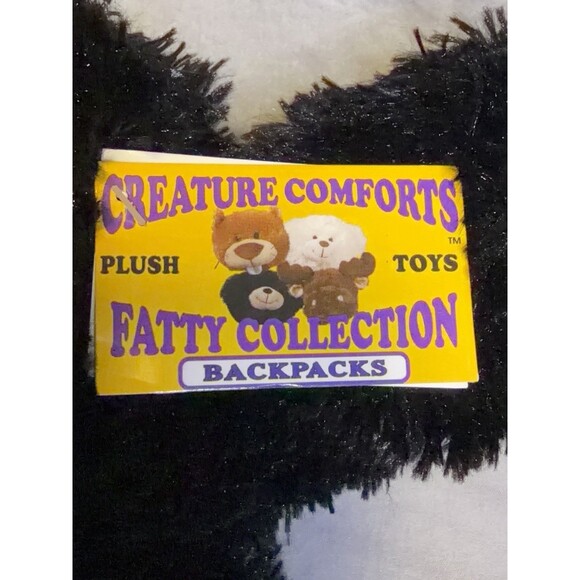 CREATURE COMFORTS
™
PLUSH TOYS
FATTY COLLECTION
BACKPACKS